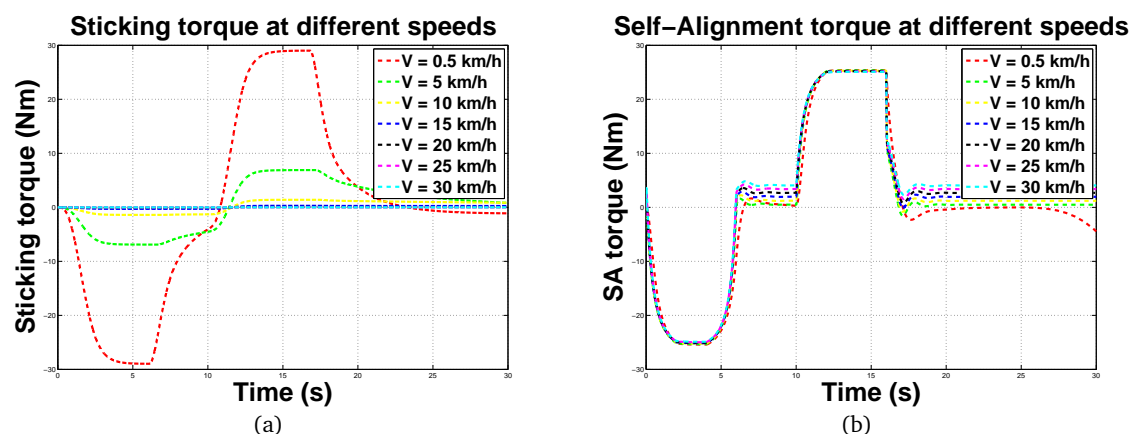 Sticking torque at different speeds
Sticking torque (Nm)
30
20
10
0
−10
−20
−30
0
5
10
15
20
25
30
Time (s)
V = 0.5 km/h
V = 5 km/h
V = 10 km/h
V = 15 km/h
V = 20 km/h
V = 25 km/h
V = 30 km/h
(a)
Self−Alignment torque at different speeds
SA torque (Nm)
30
20
10
0
−10
−20
−30
0
5
10
15
20
25
30
Time (s)
V = 0.5 km/h
V = 5 km/h
V = 10 km/h
V = 15 km/h
V = 20 km/h
V = 25 km/h
V = 30 km/h
(b)